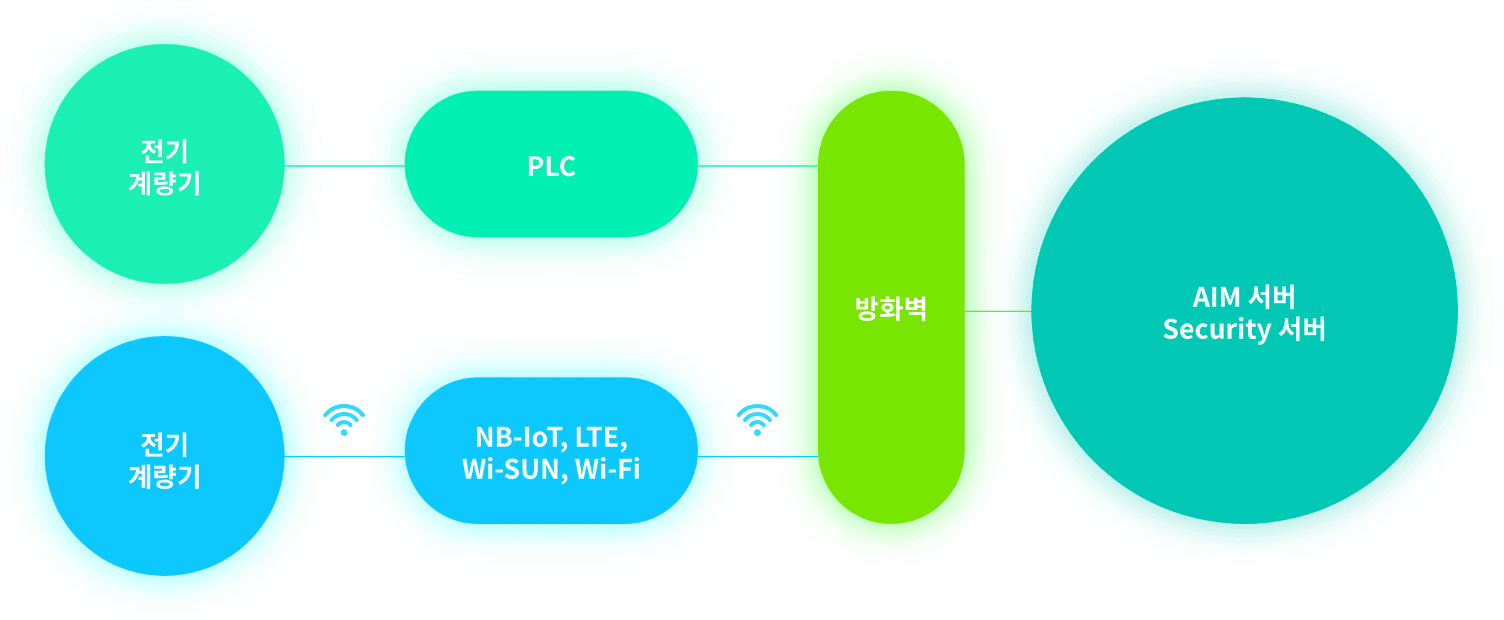 전기
계량기
PLC
전기
계량기
NB-IoT, LTE,
Wi-SUN, Wi-Fi
방화벽
AIM 서버
Security 서버